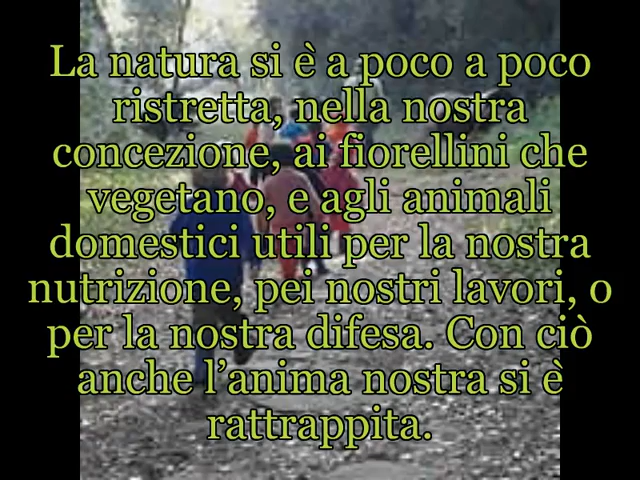 La natura si è a poco a poco
ristretta, nella nostra
concezione, ai fiorellini che
vegetano, e agli animali
domestici utili per la nostra
nutrizione, pei nostri lavori, o
per la nostra difesa. Con ciò
anche l’anima nostra si è
rattrappita.